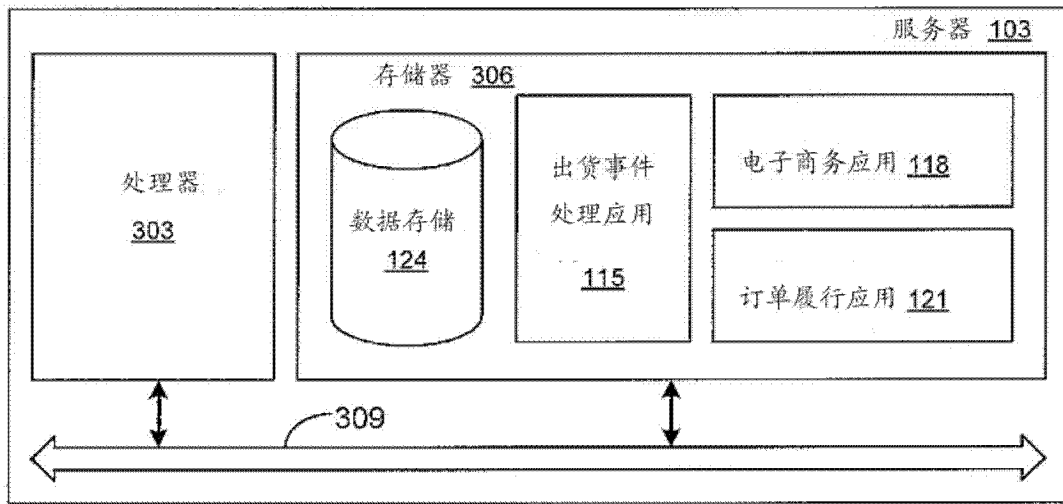 服务器 103
存储器 306
处理器
303
数据存储
124
出货事件
处理应用
115
电子商务应用 118
订单履行应用 121
309